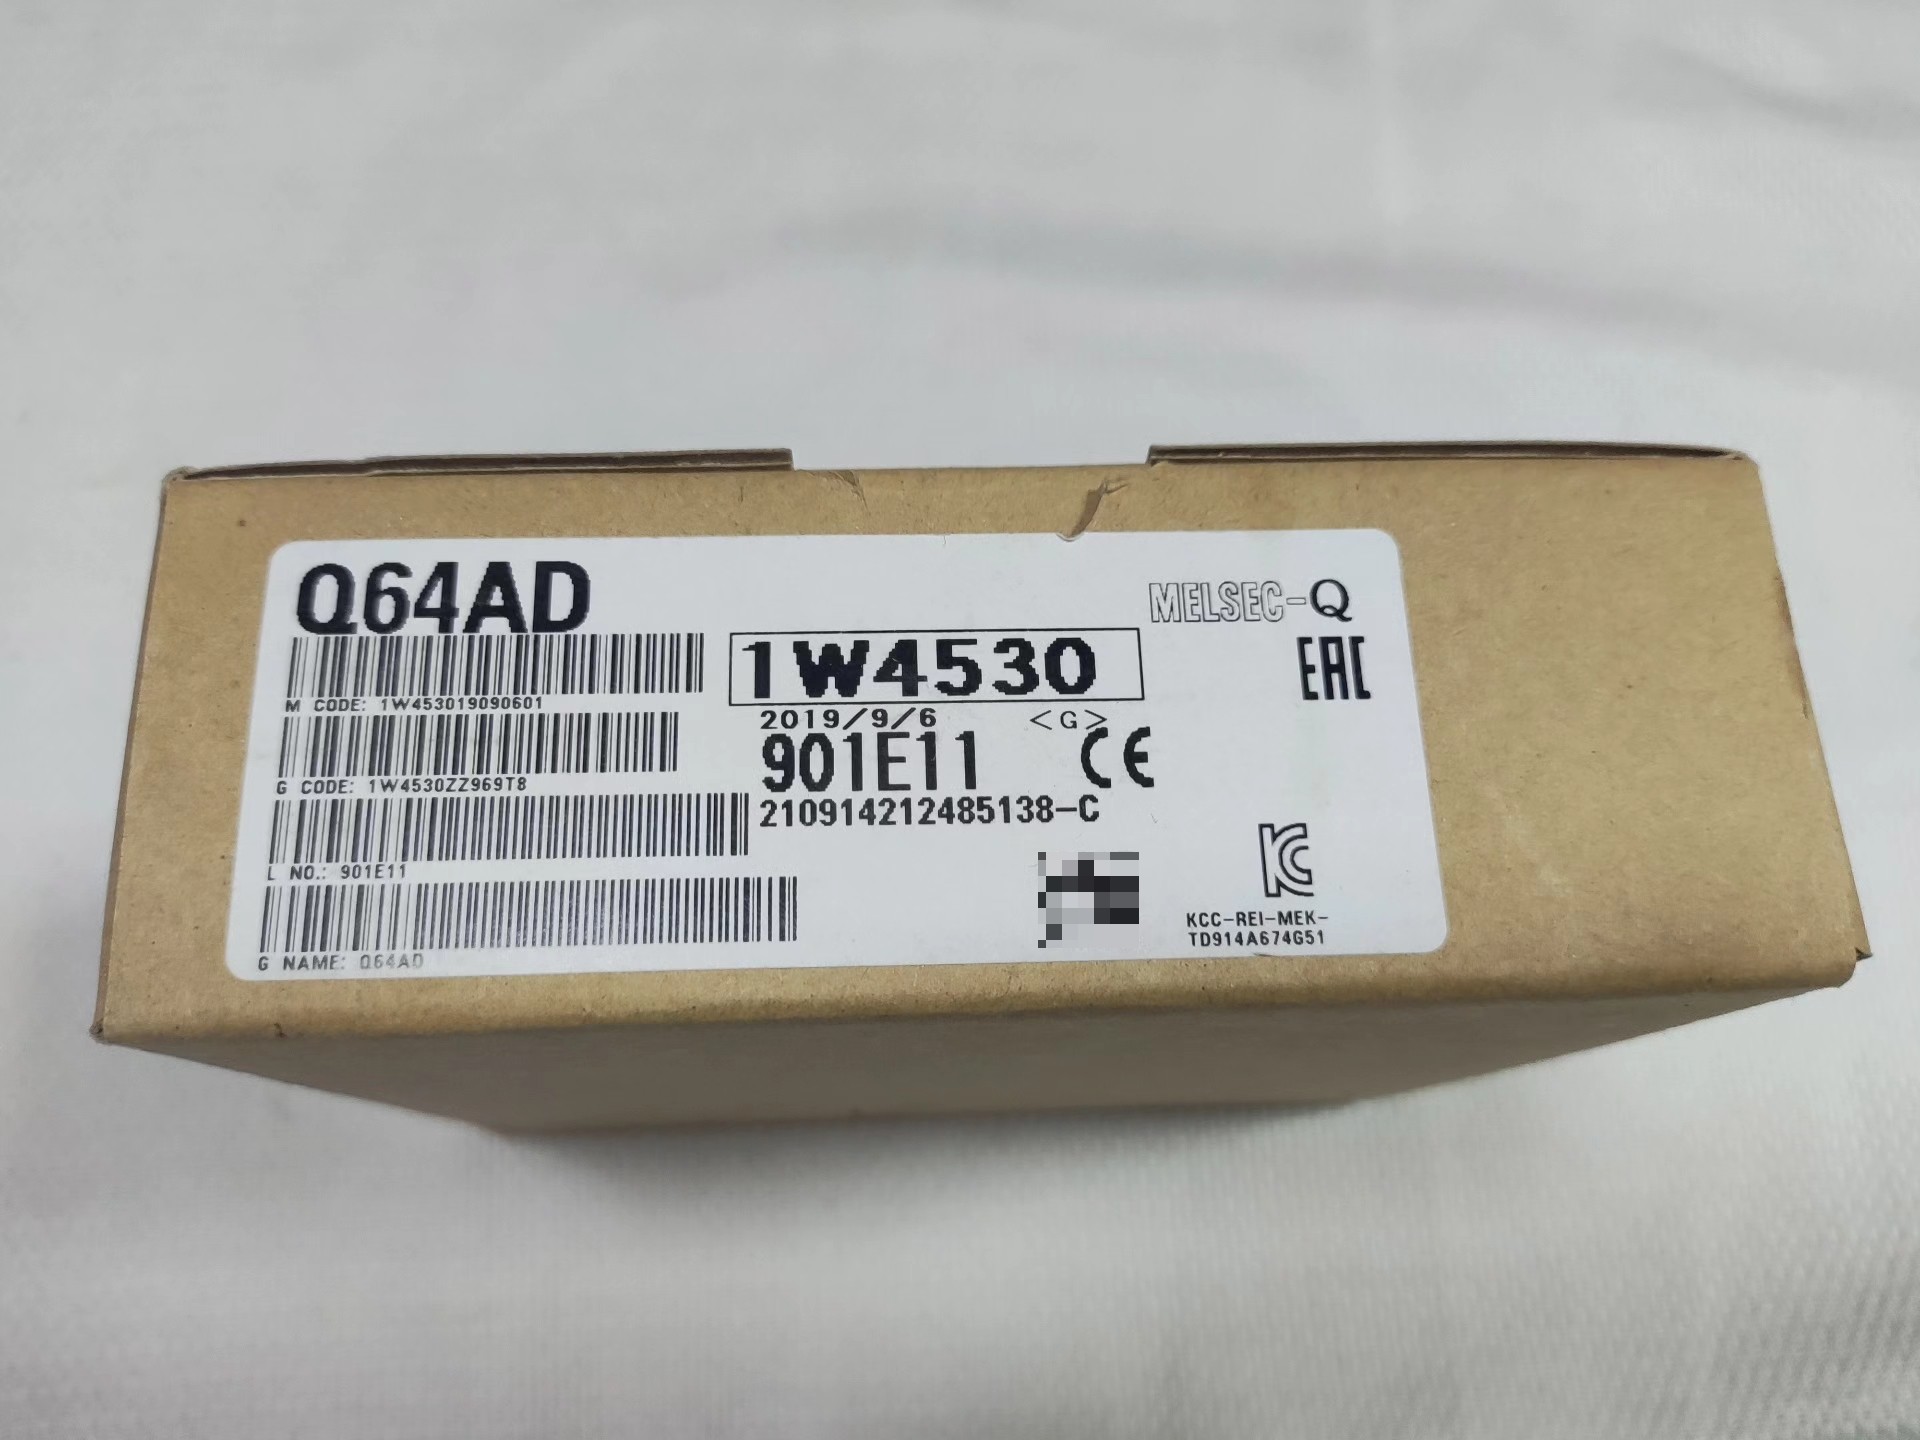 Q64AD
MELSEC-Q
1W4530
EAC
M CODE: 1W453019090601
2019/9/6 <G>
901E11 CE
G CODE: 1W4530ZZ969T8
210914212485138-C
L NO.: 901E11
KC
KCC-REI-MEK-
TD914A674G51
G NAME: Q64AD